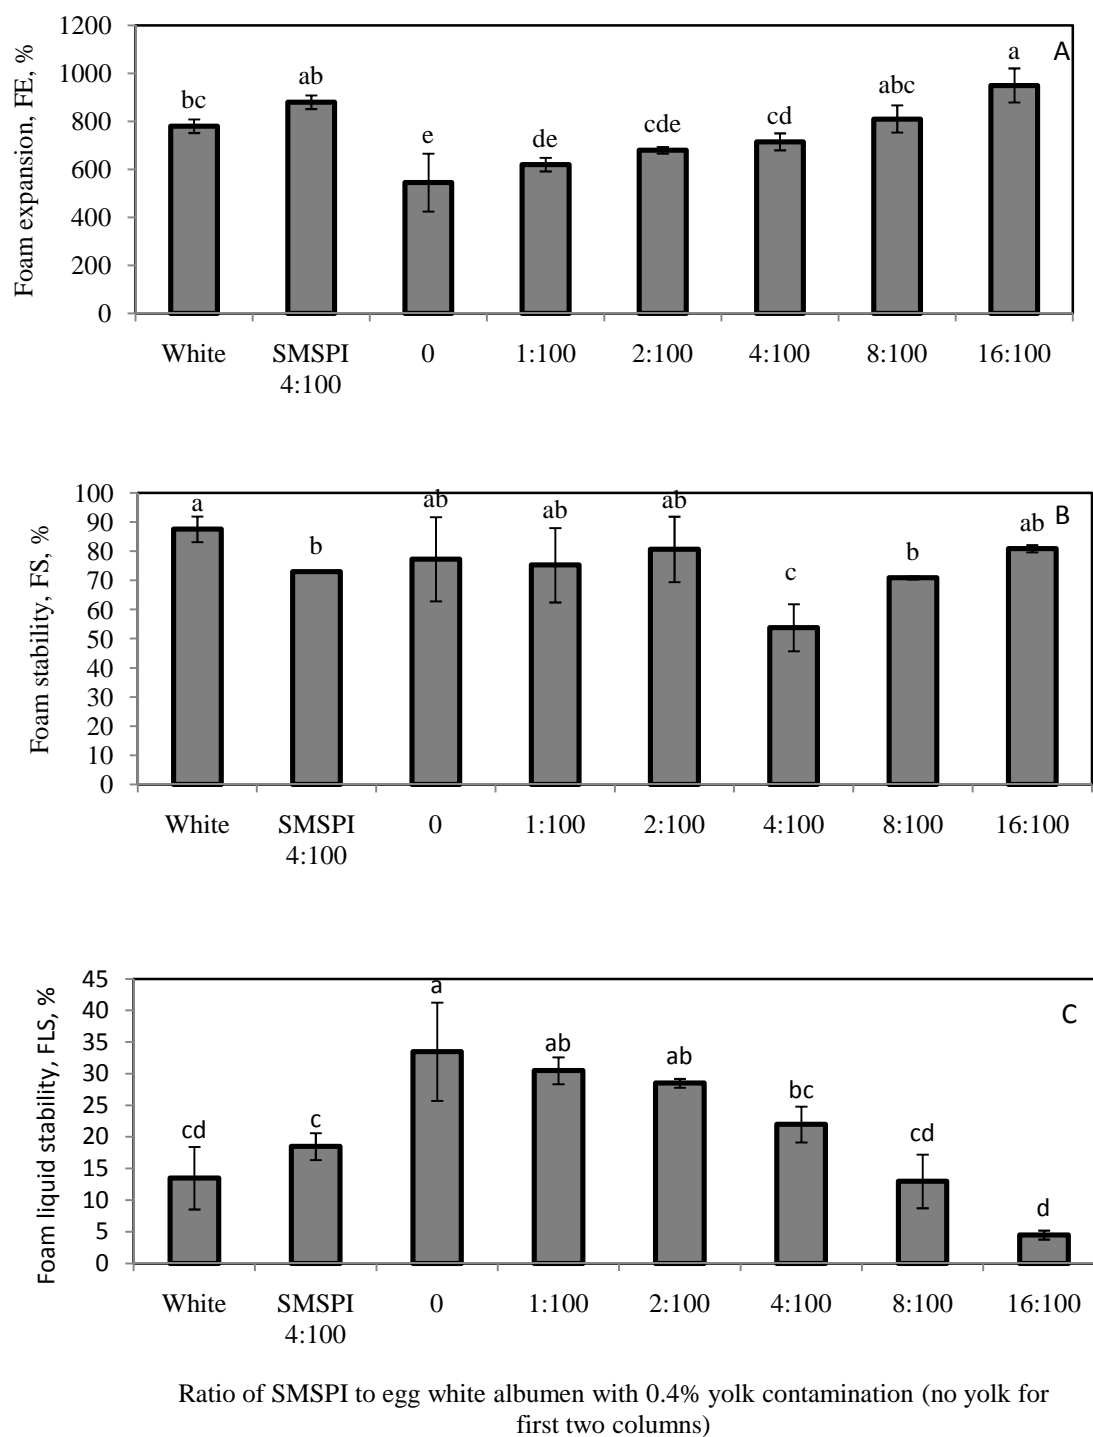 Foam expansion, FE, %
1200
1000
800
600
400
200
0
A
bc
ab
e
de
cde
cd
abc
a
White
SMSPI
4:100
0
1:100
2:100
4:100
8:100
16:100
Foam stability, FS, %
100
90
80
70
60
50
40
30
20
10
0
B
a
b
ab
ab
ab
c
b
ab
White
SMSPI
4:100
0
1:100
2:100
4:100
8:100
16:100
Foam liquid stability, FLS, %
45
40
35
30
25
20
15
10
5
0
C
cd
c
a
ab
ab
bc
cd
d
White
SMSPI
4:100
0
1:100
2:100
4:100
8:100
16:100
Ratio of SMSPI to egg white albumen with 0.4% yolk contamination (no yolk for
first two columns)